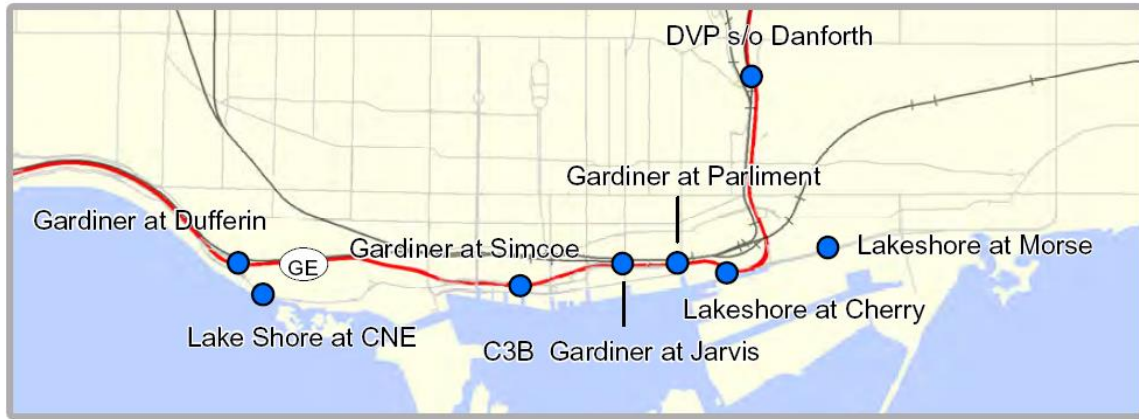 DVP s/o Danforth
Gardiner at Parliment
Gardiner at Dufferin
Gardiner at Simcoe
GE
Lakeshore at Morse
Lakeshore at Cherry
Lake Shore at CNE
C3B Gardiner at Jarvis